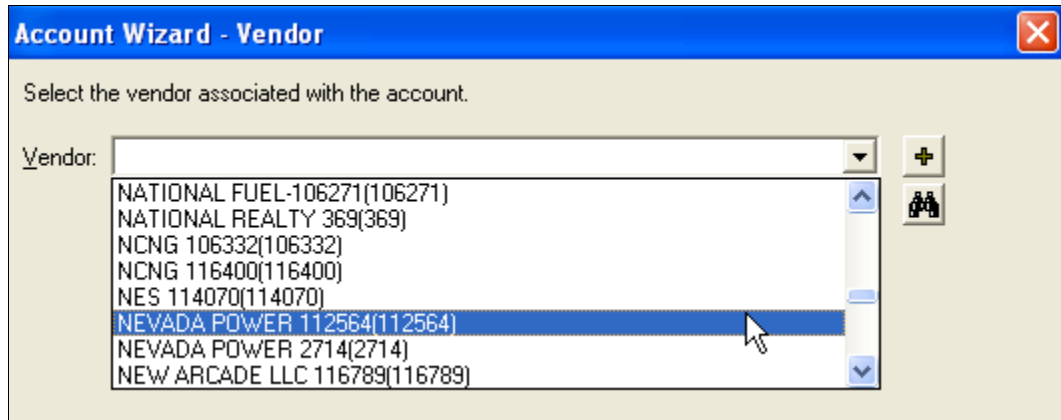 Account Wizard - Vendor
Select the vendor associated with the account.
Vendor:
NATIONAL FUEL-106271(106271)
NATIONAL REALTY 369(369)
NCNG 106332(106332)
NCNG 116400(116400)
NES 114070(114070)
NEVADA POWER 112564(112564)
NEVADA POWER 2714(2714)
NEW ARCADE LLC 116789(116789)